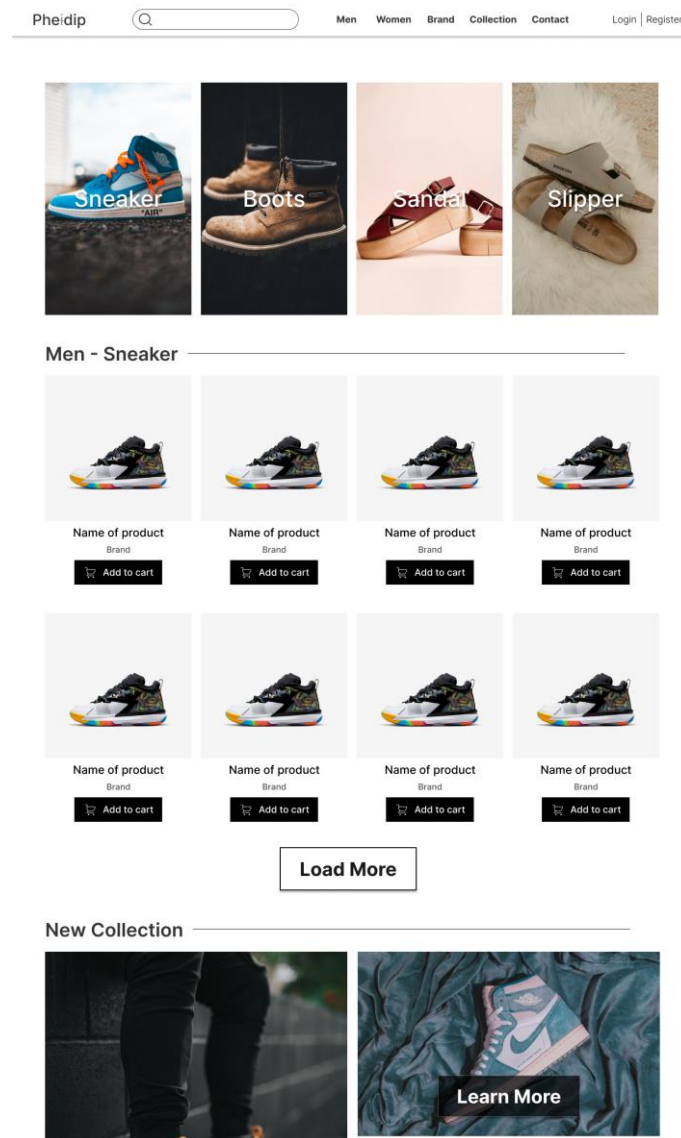 Pheidip
Men Women Brand Collection Contact
Login | Register
Sneaker
Boots
Sandal
Slipper
"AIR"
Men - Sneaker
Name of product
Brand
Add to cart
Name of product
Brand
Add to cart
Name of product
Brand
Add to cart
Name of product
Brand
Add to cart
Name of product
Brand
Add to cart
Name of product
Brand
Add to cart
Name of product
Brand
Add to cart
Name of product
Brand
Add to cart
Load More
New Collection
Learn More